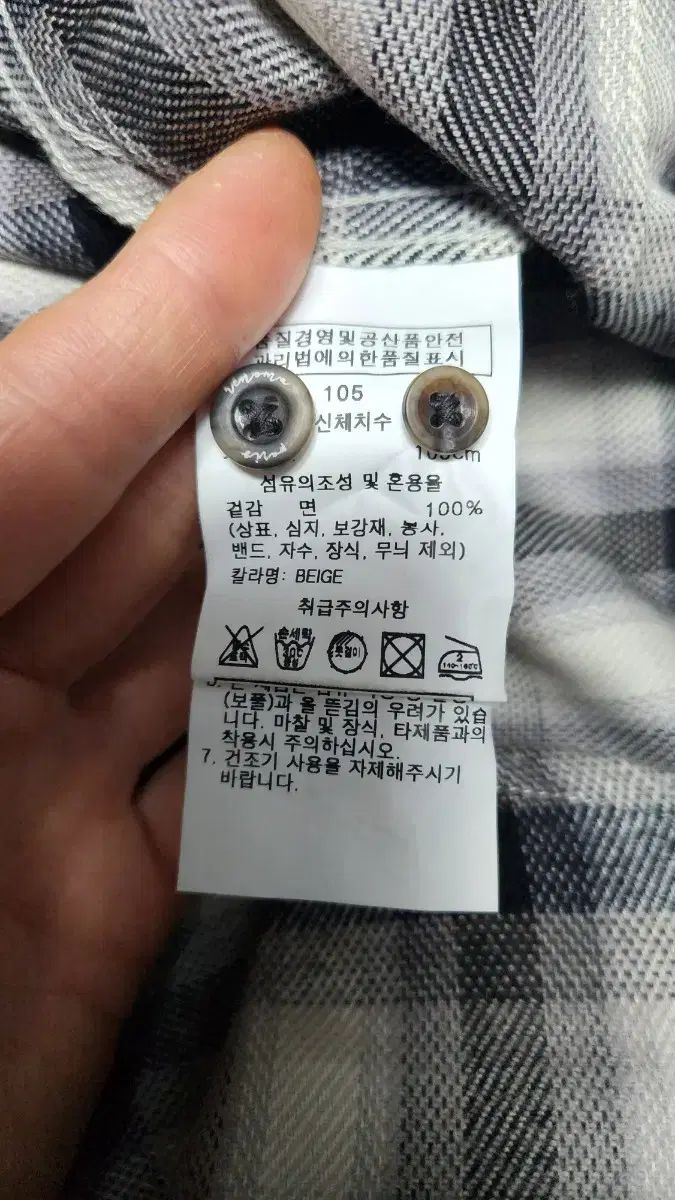 품질경영및공산품안전
관리법에의한품질표시
renoma
paris
105
신체치수
섬유의조성 및 혼용율
겉감 면 100%
(상표, 심지, 보강재, 봉사,
밴드, 자수, 장식, 무늬 제외)
칼라명: BEIGE
취급주의사항
손세탁
30℃
중성
옷걸이
2
140~160℃
(보풀)과 올 뜯김의 우려가 있습
니다. 마찰 및 장식, 타제품과의
착용시 주의하십시오.
7. 건조기 사용을 자제해주시기
바랍니다.